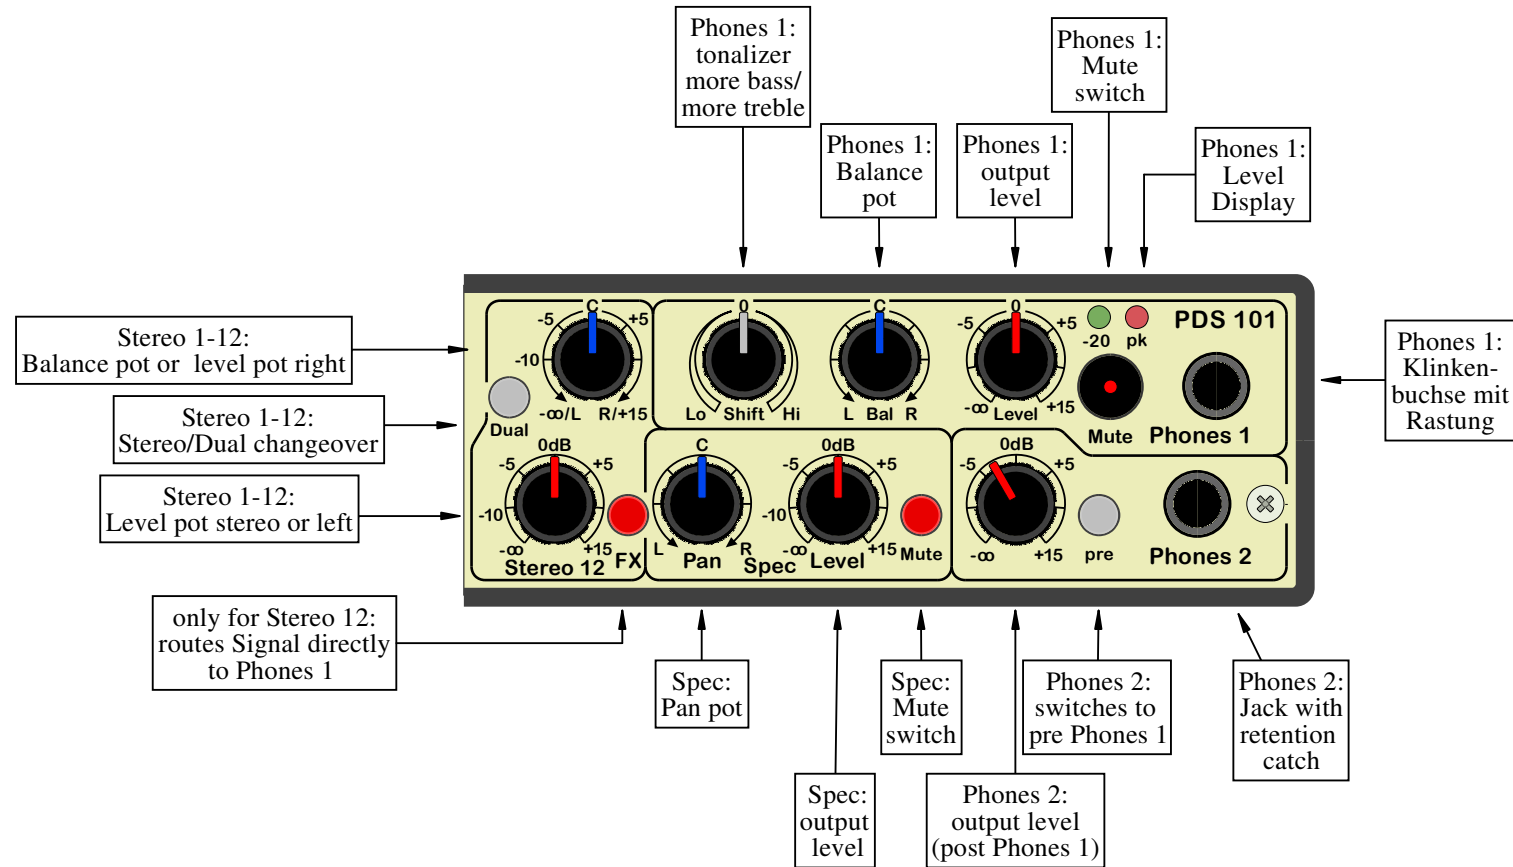 Phones 1:
tonalizer
more bass/
more treble
Phones 1:
Balance
pot
Phones 1:
output
level
Phones 1:
Mute
switch
Phones 1:
Level
Display
Stereo 1-12:
Balance pot or level pot right
Stereo 1-12:
Stereo/Dual changeover
Stereo 1-12:
Level pot stereo or left
Phones 1:
Klinken-
buchse mit
Rastung
C
-5 +5
-10
-∞/L R/+15
Dual
0
Lo Shift Hi
C
L Bal R
0
-5 +5
-10
-∞ Level +15
-20 pk
Mute
PDS 101
Phones 1
0dB
-5 +5
-10
-∞ +15
Stereo 12 FX
C
L Pan R
Spec
0dB
-5 +5
-10
-∞ Level +15
Mute
0dB
-5 +5
-10
-∞ +15
pre
Phones 2
only for Stereo 12:
routes Signal directly
to Phones 1
Spec:
Pan pot
Spec:
output
level
Spec:
Mute
switch
Phones 2:
output level
(post Phones 1)
Phones 2:
switches to
pre Phones 1
Phones 2:
Jack with
retention
catch